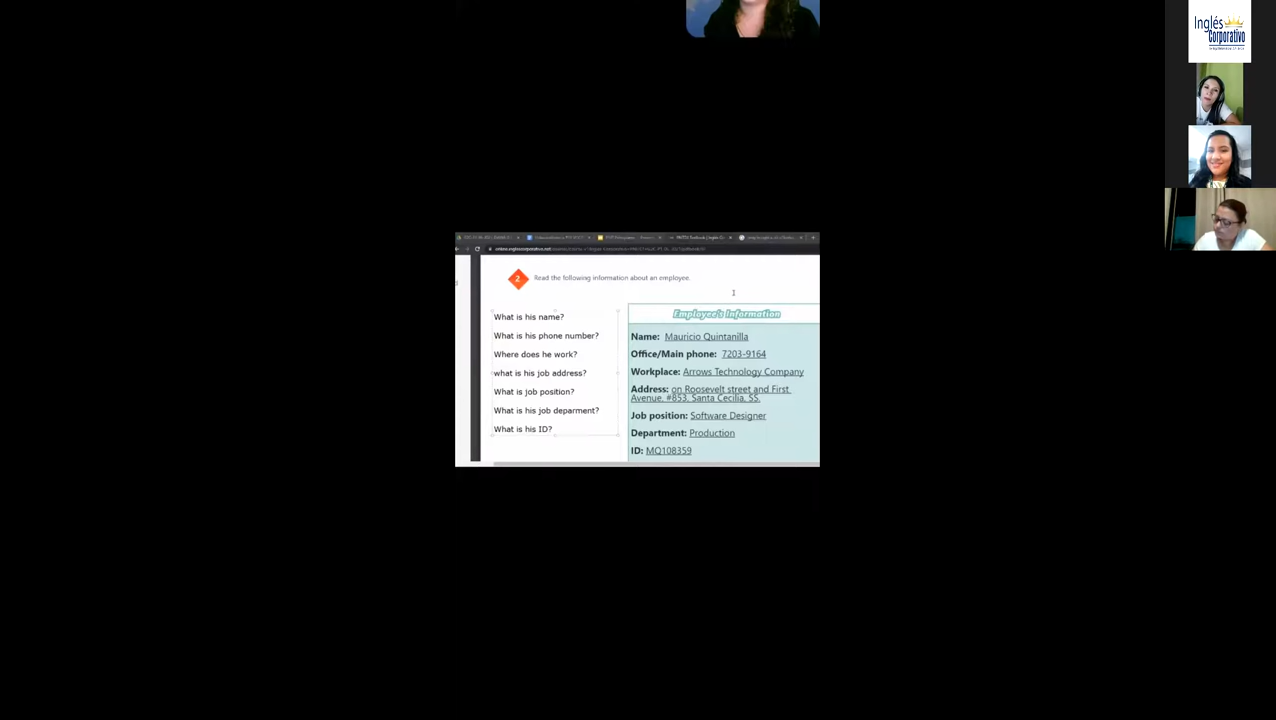 Inglés
Corporativo
2
Read the following information about an employee.
What is his name?
What is his phone number?
Where does he work?
what is his job address?
What is job position?
What is his job deparment?
What is his ID?
Employee's Information
Name: Mauricio Quintanilla
Office/Main phone: 7203-9164
Workplace: Arrows Technology Company
Address: on Roosevelt street and First
Avenue, #853, Santa Cecilia, SS.
Job position: Software Designer
Department: Production
ID: MQ108359